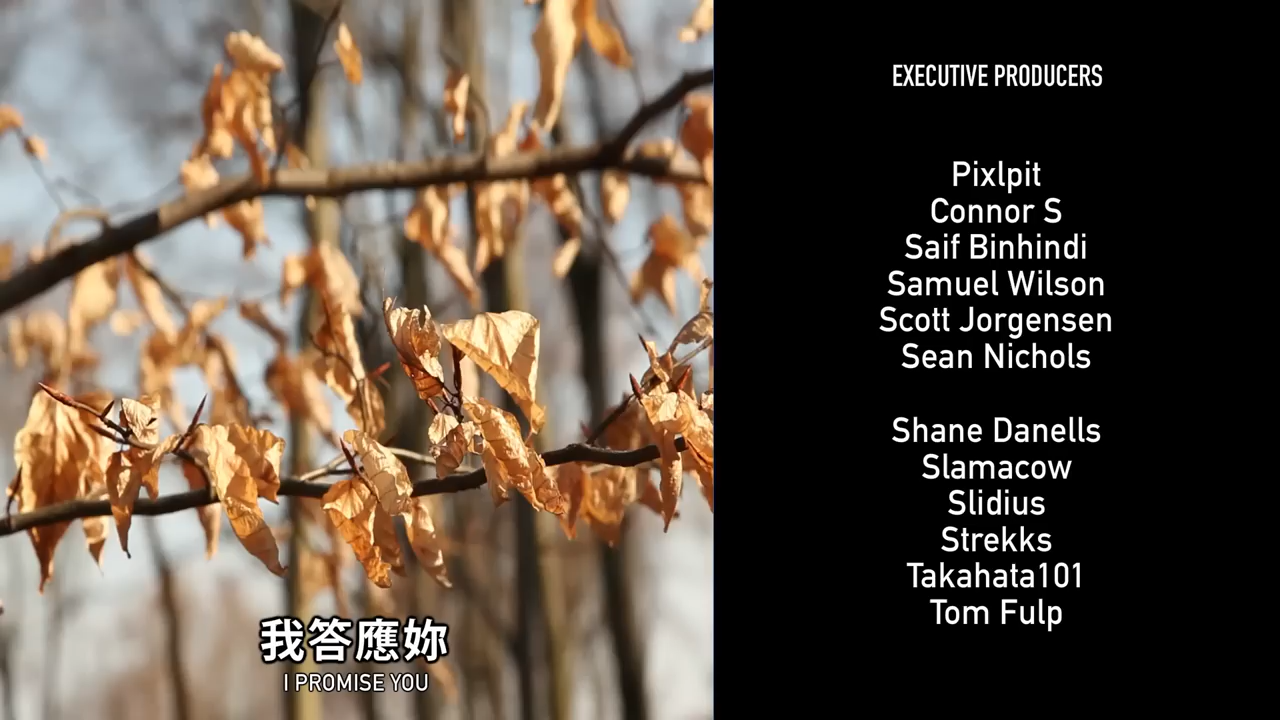 我答應妳
I PROMISE YOU
EXECUTIVE PRODUCERS
Pixlpit
Connor S
Saif Binhindi
Samuel Wilson
Scott Jorgensen
Sean Nichols
Shane Danells
Slamacow
Slidius
Strekks
Takahata101
Tom Fulp